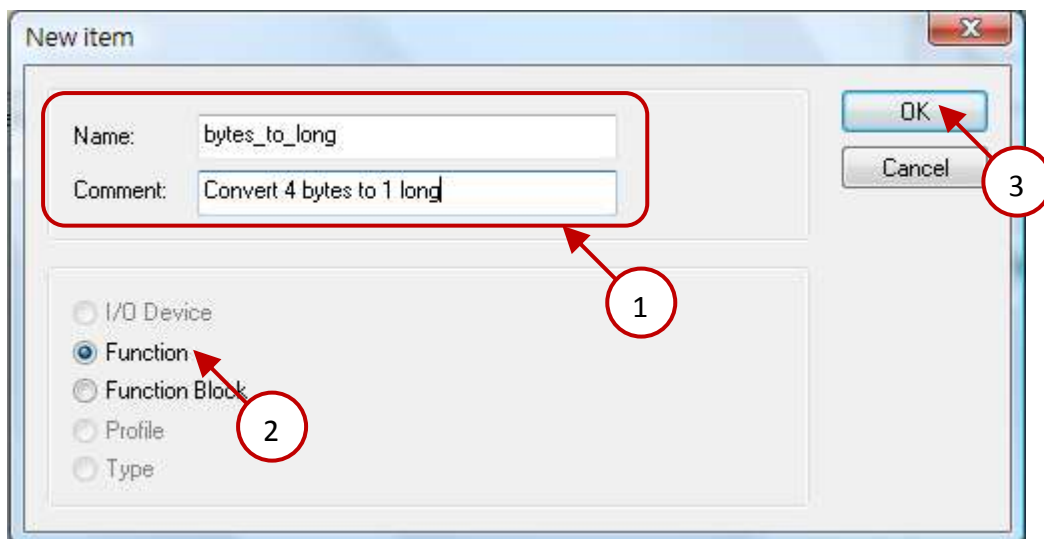 New item
Name: bytes_to_long
Comment: Convert 4 bytes to 1 long
OK
Cancel
3
1
I/O Device
Function
Function Block
2
Profile
Type